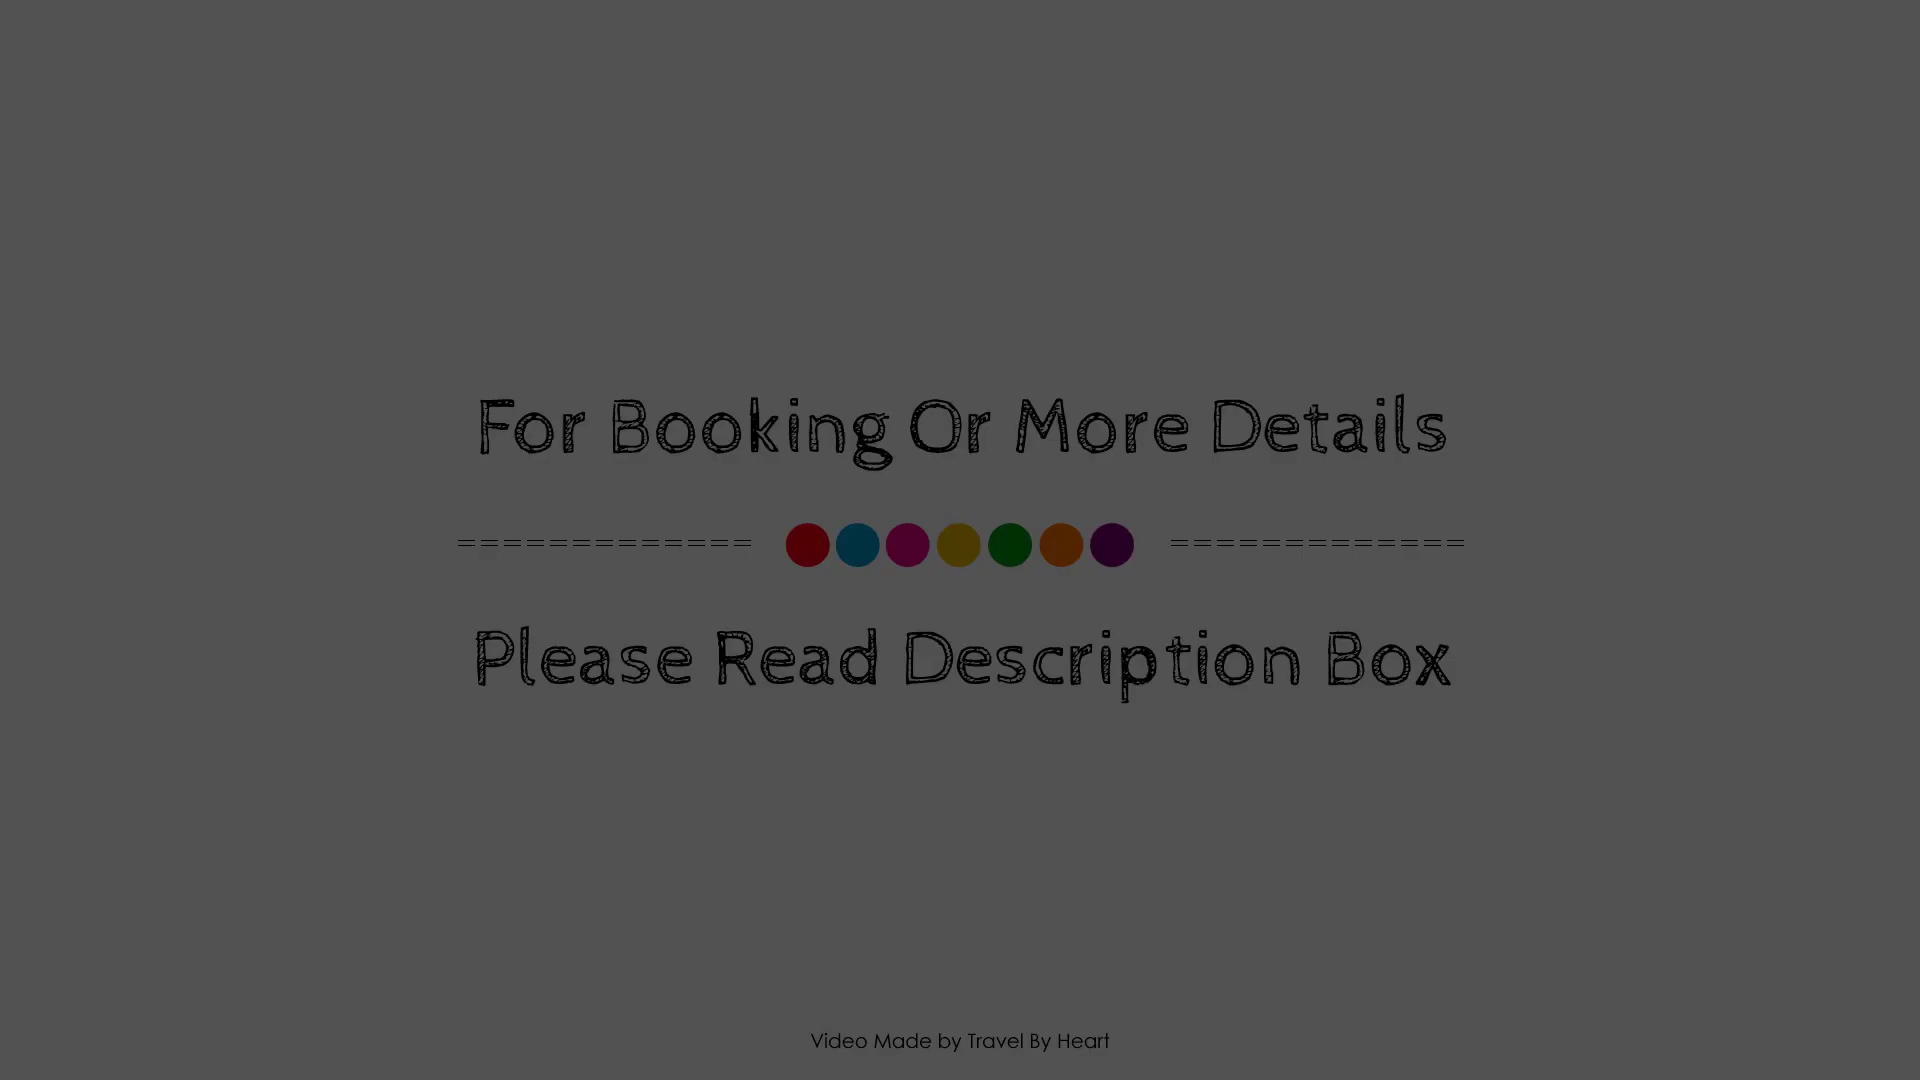 For Booking Or More Details
============= =============
Please Read Description Box
Video Made by Travel By Heart